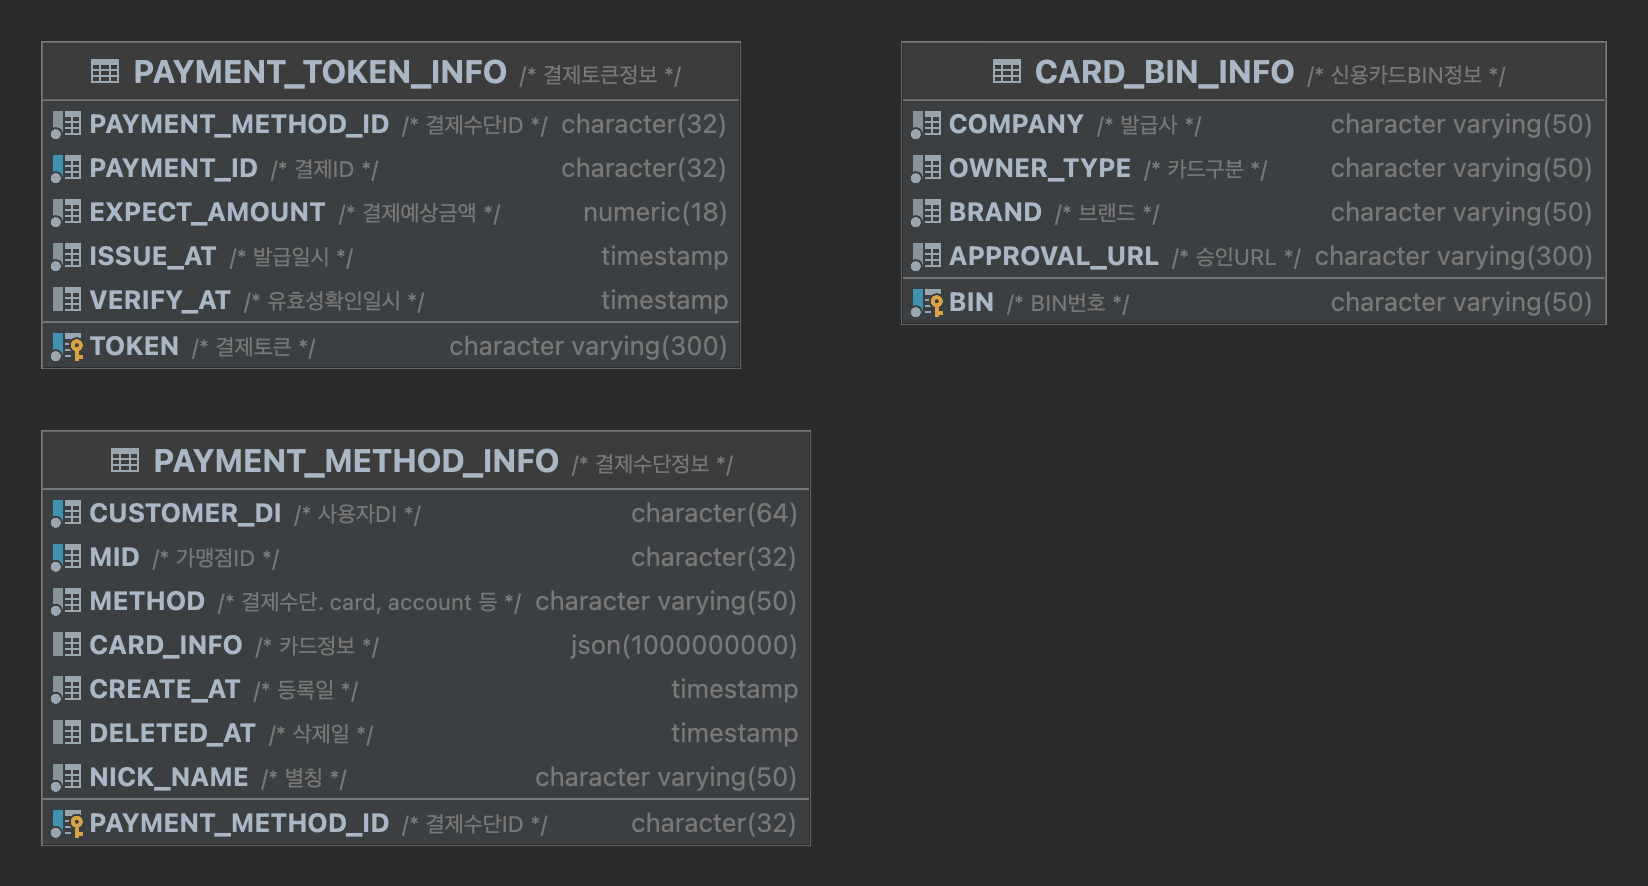 PAYMENT_TOKEN_INFO /* 결제토큰정보 */
PAYMENT_METHOD_ID /* 결제수단ID */ character(32)
PAYMENT_ID /* 결제ID */ character(32)
EXPECT_AMOUNT /* 결제예상금액 */ numeric(18)
ISSUE_AT /* 발급일시 */ timestamp
VERIFY_AT /* 유효성확인일시 */ timestamp
TOKEN /* 결제토큰 */ character varying(300)
CARD_BIN_INFO /* 신용카드BIN정보 */
COMPANY /* 발급사 */ character varying(50)
OWNER_TYPE /* 카드구분 */ character varying(50)
BRAND /* 브랜드 */ character varying(50)
APPROVAL_URL /* 승인URL */ character varying(300)
BIN /* BIN번호 */ character varying(50)
PAYMENT_METHOD_INFO /* 결제수단정보 */
CUSTOMER_DI /* 사용자DI */ character(64)
MID /* 가맹점ID */ character(32)
METHOD /* 결제수단. card, account 등 */ character varying(50)
CARD_INFO /* 카드정보 */ json(1000000000)
CREATE_AT /* 등록일 */ timestamp
DELETED_AT /* 삭제일 */ timestamp
NICK_NAME /* 별칭 */ character varying(50)
PAYMENT_METHOD_ID /* 결제수단ID */ character(32)